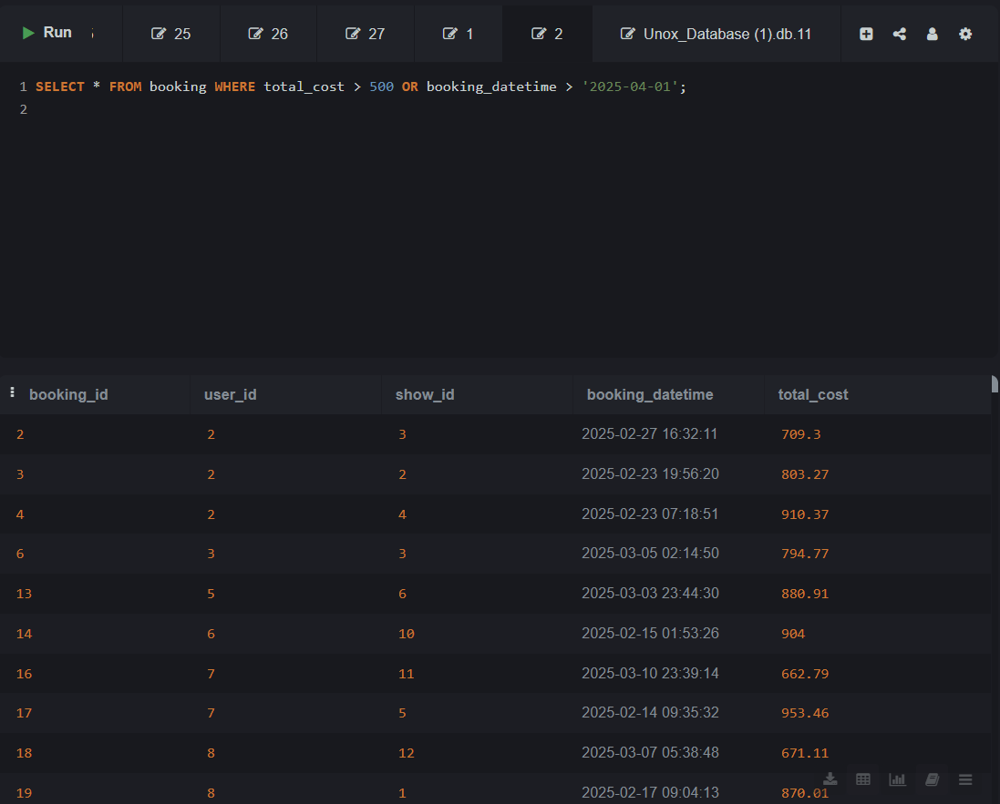 Run 25 26 27 1 2 Unox_Database (1).db.11
1 SELECT * FROM booking WHERE total_cost > 500 OR booking_datetime > '2025-04-01';
2
booking_id user_id show_id booking_datetime total_cost
2 2 3 2025-02-27 16:32:11 709.3
3 2 2 2025-02-23 19:56:20 803.27
4 2 4 2025-02-23 07:18:51 910.37
6 3 3 2025-03-05 02:14:50 794.77
13 5 6 2025-03-03 23:44:30 880.91
14 6 10 2025-02-15 01:53:26 904
16 7 11 2025-03-10 23:39:14 662.79
17 7 5 2025-02-14 09:35:32 953.46
18 8 12 2025-03-07 05:38:48 671.11
19 8 1 2025-02-17 09:04:13 870.01